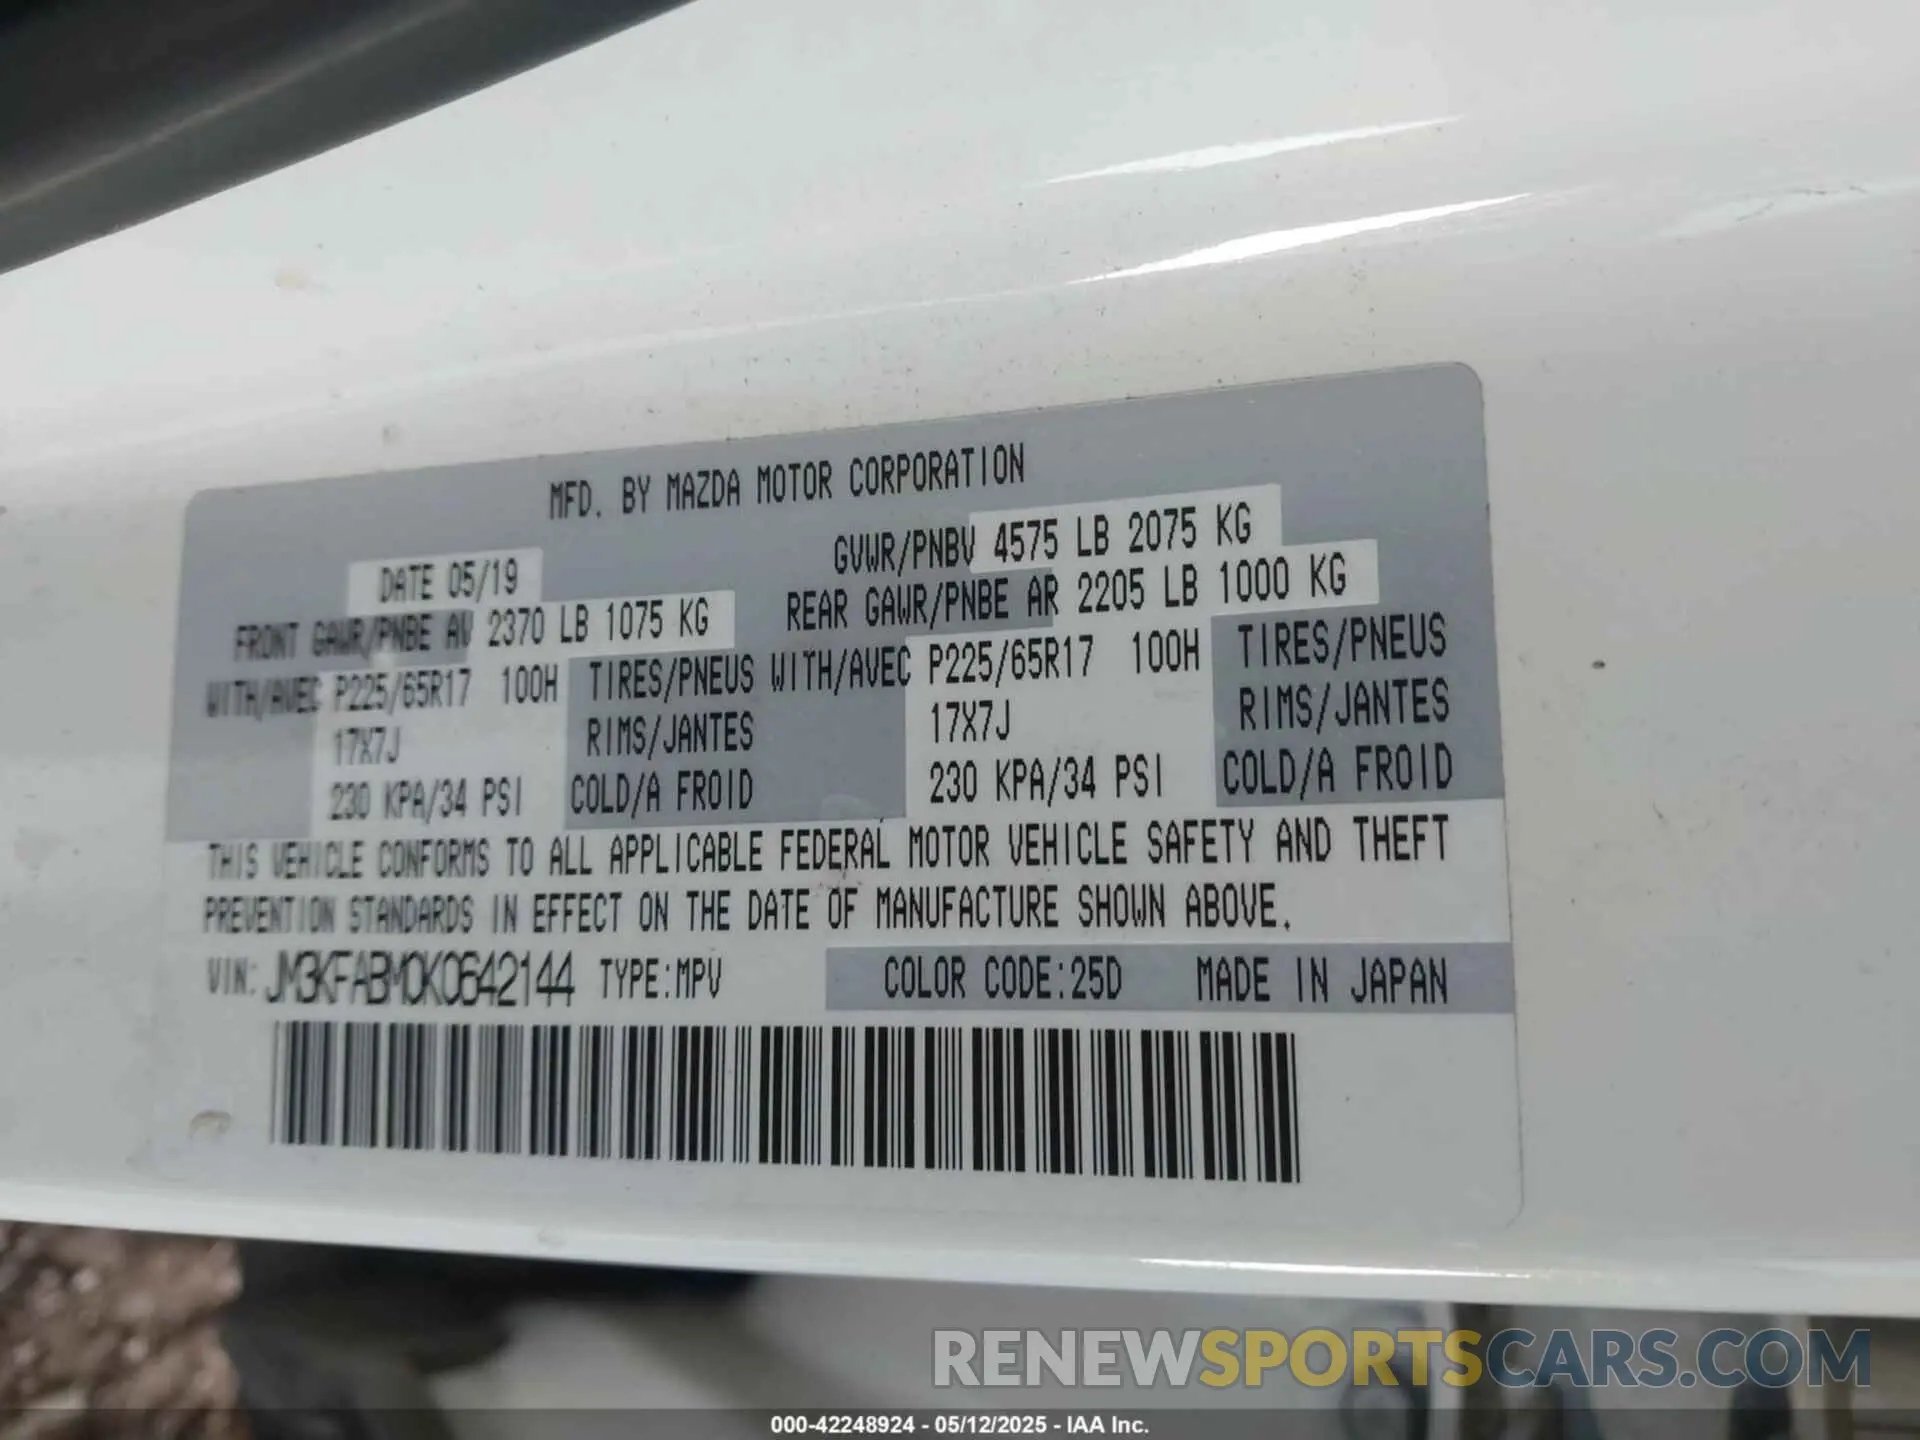 MFD. BY MAZDA MOTOR CORPORATION
DATE 05/19 GVWR/PNBV 4575 LB 2075 KG
FRONT GAWR/PNBE AV 2370 LB 1075 KG REAR GAWR/PNBE AR 2205 LB 1000 KG
WITH/AVEC P225/65R17 100H TIRES/PNEUS WITH/AVEC P225/65R17 100H TIRES/PNEUS
17X7J RIMS/JANTES 17X7J RIMS/JANTES
230 KPA/34 PSI COLD/A FROID 230 KPA/34 PSI COLD/A FROID
THIS VEHICLE CONFORMS TO ALL APPLICABLE FEDERAL MOTOR VEHICLE SAFETY AND THEFT
PREVENTION STANDARDS IN EFFECT ON THE DATE OF MANUFACTURE SHOWN ABOVE.
VIN: JM3KFABM0K0642144 TYPE:MPV COLOR CODE:25D MADE IN JAPAN
RENEWSPORTSCARS.COM
000-42248924 - 05/12/2025 - IAA Inc.